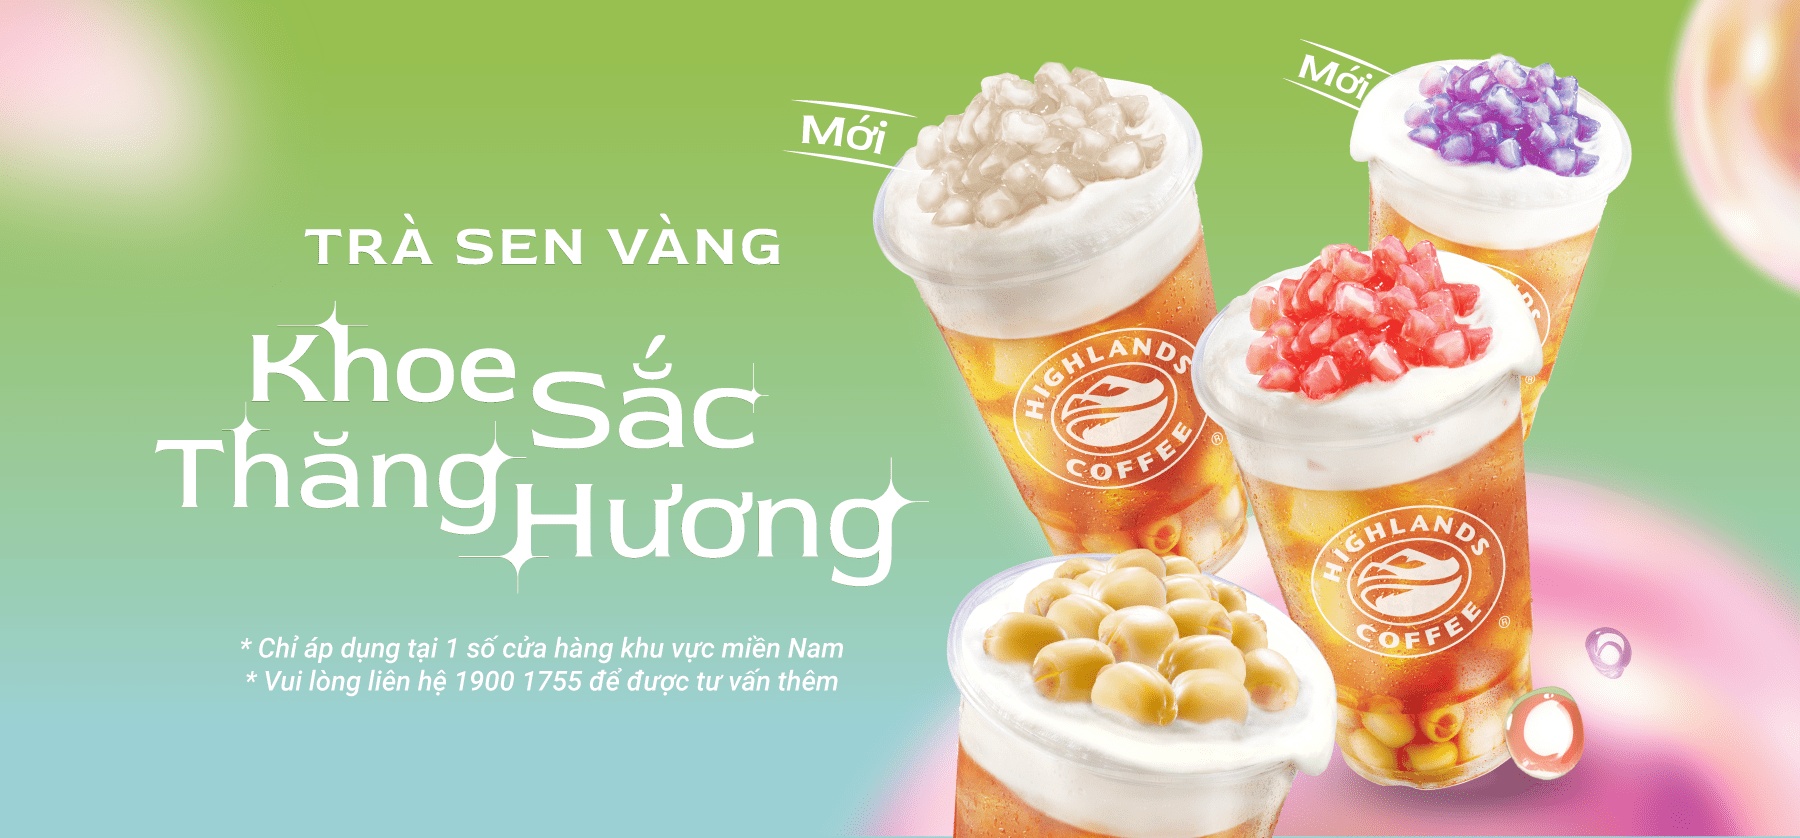 TRÀ SEN VÀNG
Khoe Sắc
Thăng Hương
* Chỉ áp dụng tại 1 số cửa hàng khu vực miền Nam
* Vui lòng liên hệ 1900 1755 để được tư vấn thêm
Mới
Mới
HIGHLANDS
COFFEE
®
HIGHLANDS
COFFEE
®